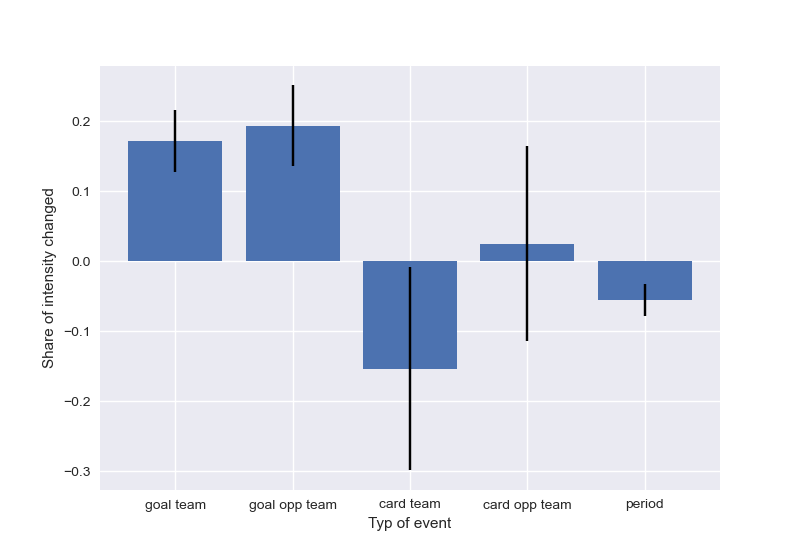 Share of intensity changed
0.2
0.1
0.0
−0.1
−0.2
−0.3
goal team goal opp team card team card opp team period
Typ of event